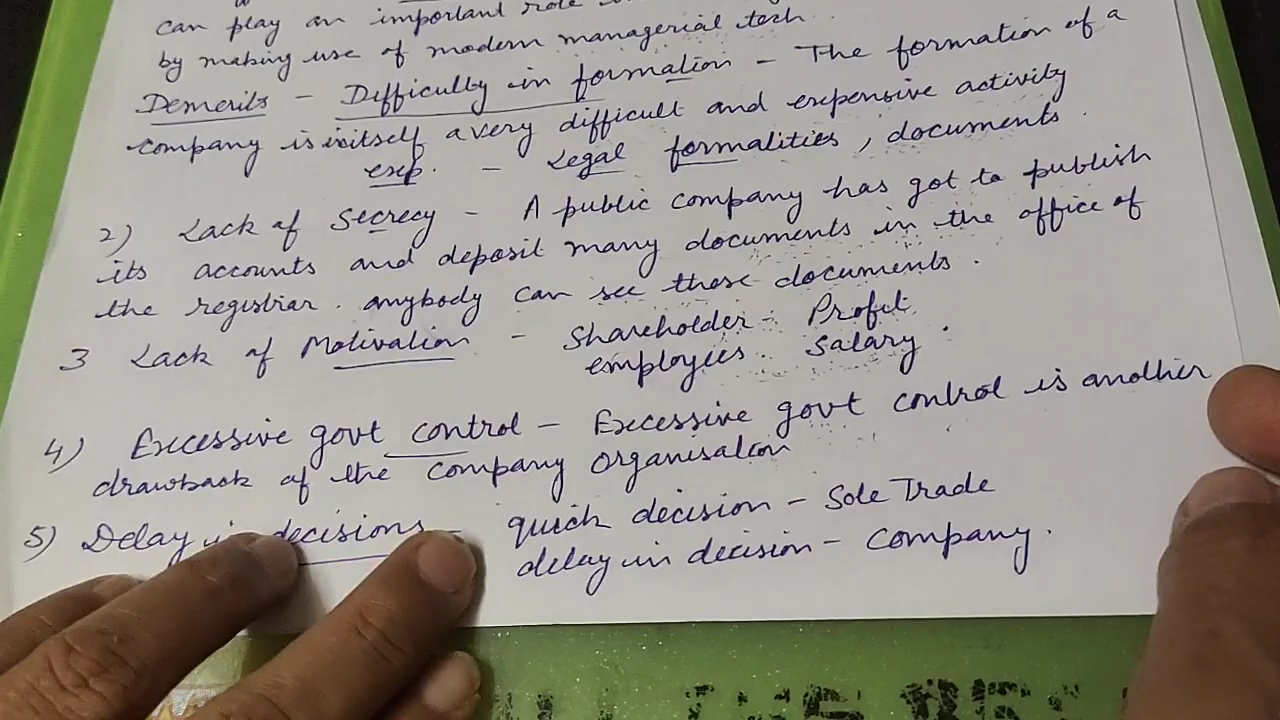 can play an important role
by making use of modern managerial tech.
Demerits - Difficulty in formation - The formation of a
company is initself a very difficult and expensive activity
exp. - Legal formalities, documents.
2) Lack of Secrecy - A public company has got to publish
its accounts and deposit many documents in the office of
the registrar. anybody can see these documents.
3 Lack of Motivation - Shareholder - Profit
employees. Salary.
4) Excessive govt control - Excessive govt control is another
drawback of the company organisation
5) Delay in decisions - quick decision - Sole Trade
delay in decision - Company.